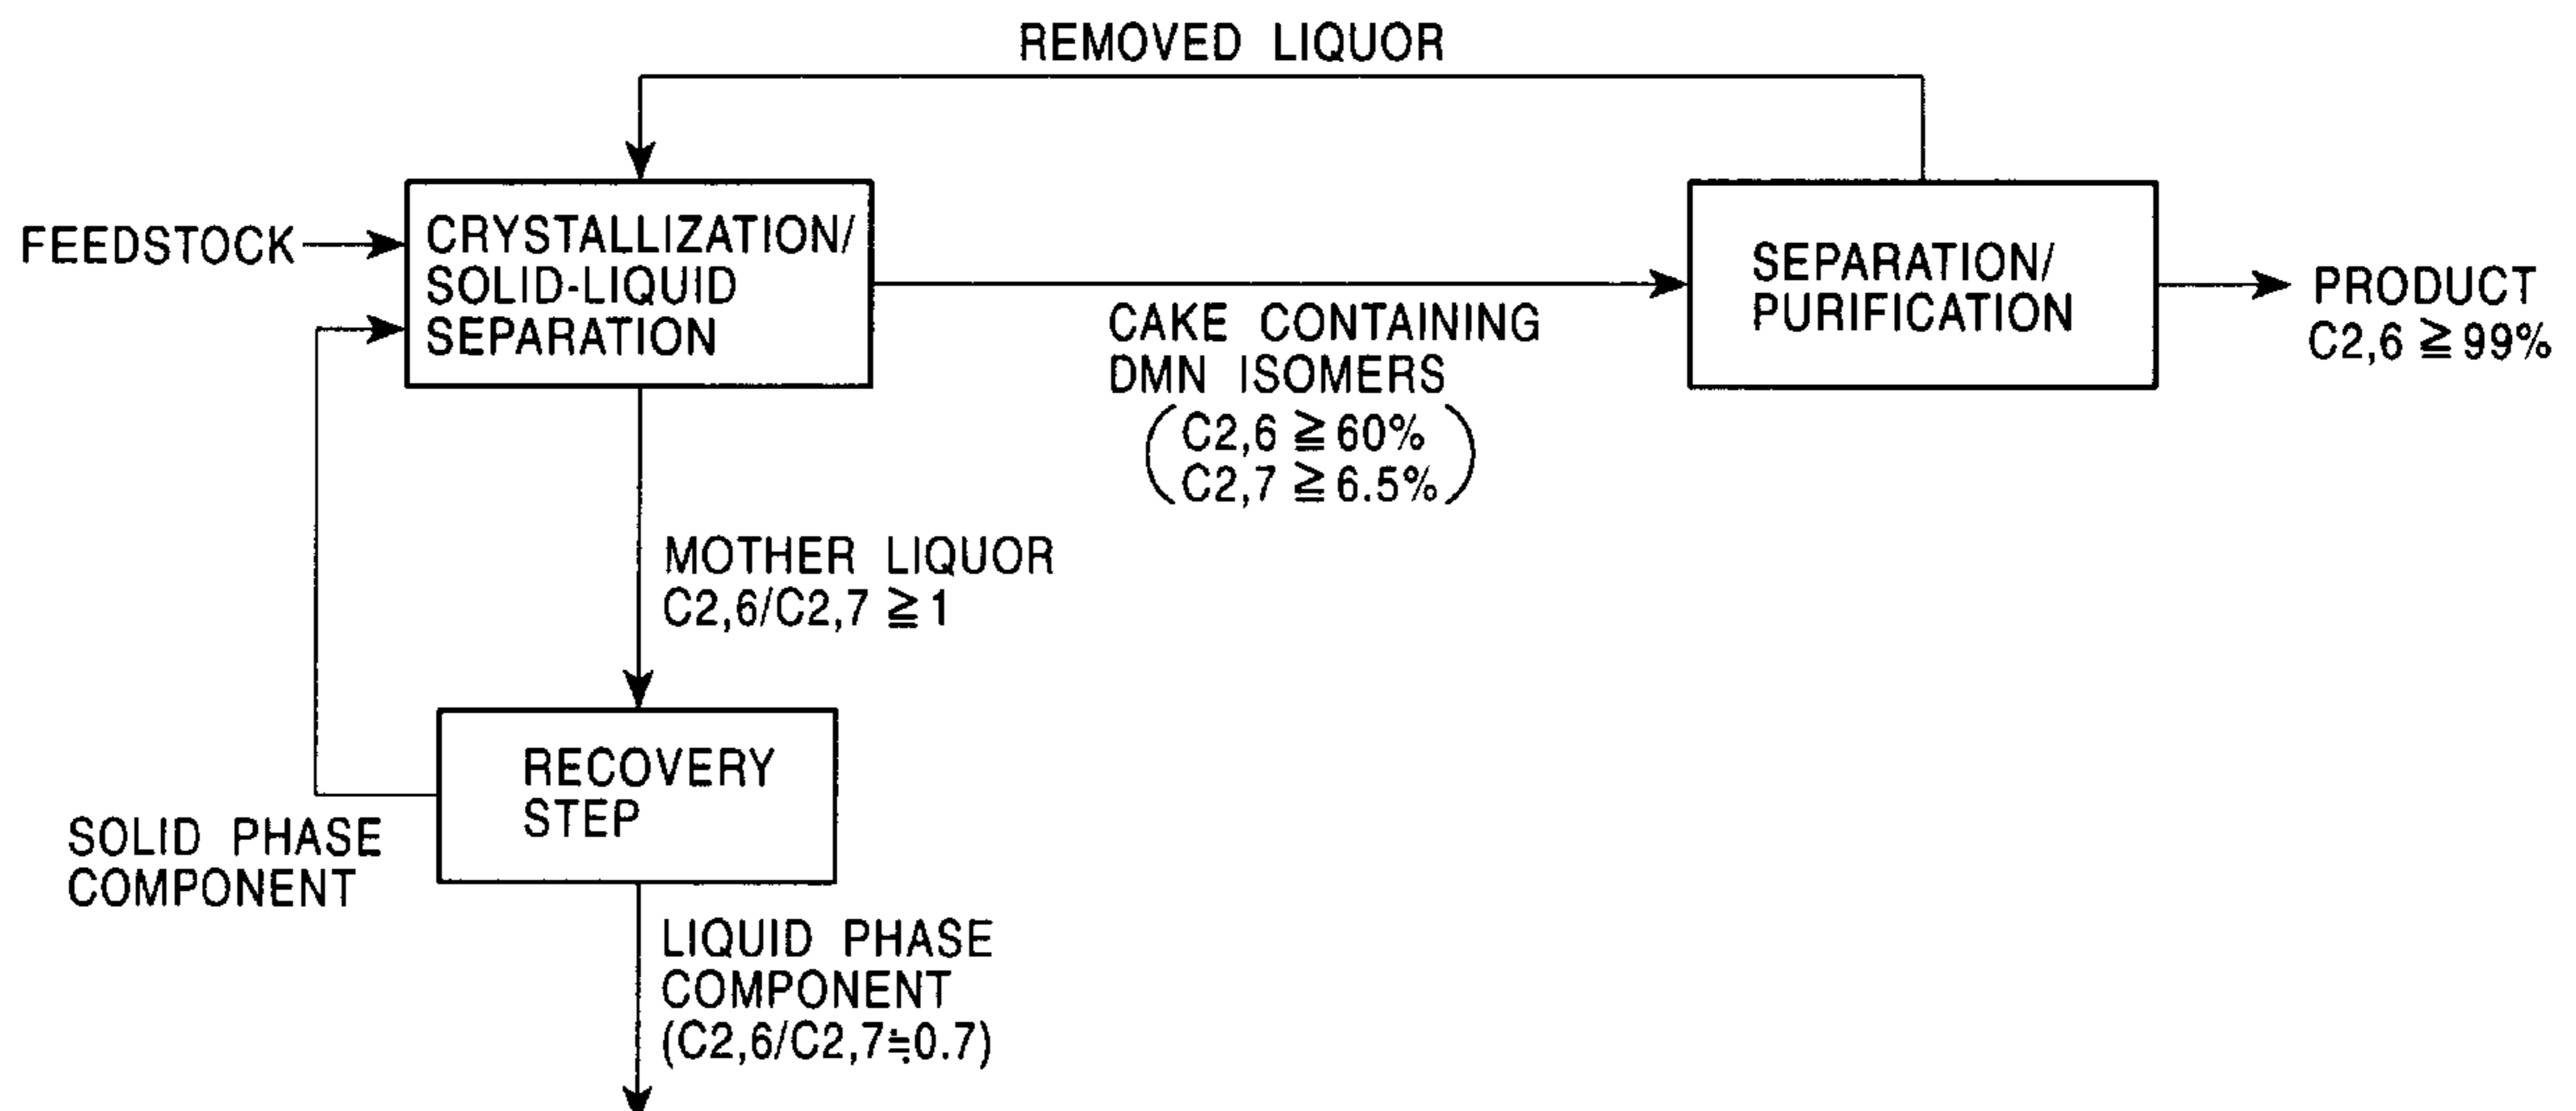 REMOVED LIQUOR
FEEDSTOCK
CRYSTALLIZATION/
SOLID-LIQUID
SEPARATION
SEPARATION/
PURIFICATION
PRODUCT
C2,6 ≧ 99%
CAKE CONTAINING
DMN ISOMERS
(C2,6 ≧ 60%
C2,7 ≧ 6.5%)
MOTHER LIQUOR
C2,6/C2,7 ≧ 1
RECOVERY
STEP
SOLID PHASE
COMPONENT
LIQUID PHASE
COMPONENT
(C2,6/C2,7≒0.7)